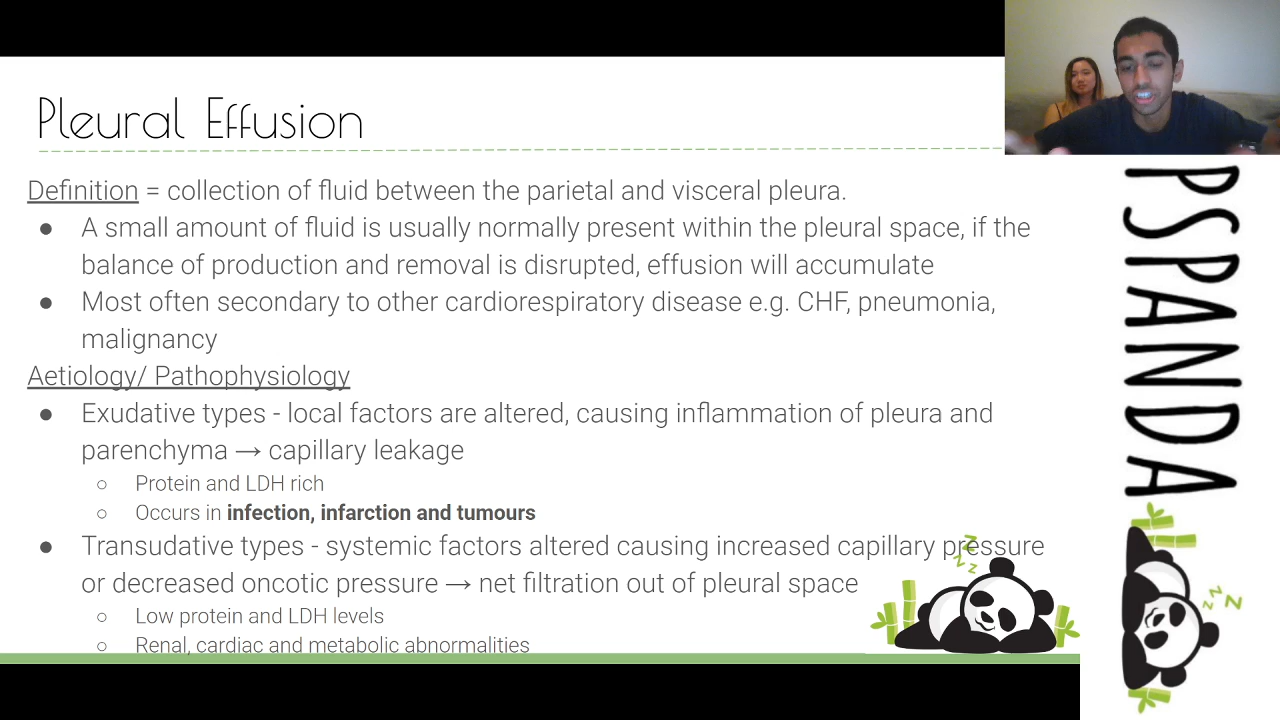 Pleural Effusion
Definition = collection of fluid between the parietal and visceral pleura.
● A small amount of fluid is usually normally present within the pleural space, if the
balance of production and removal is disrupted, effusion will accumulate
● Most often secondary to other cardiorespiratory disease e.g. CHF, pneumonia,
malignancy
Aetiology/ Pathophysiology
● Exudative types - local factors are altered, causing inflammation of pleura and
parenchyma → capillary leakage
○ Protein and LDH rich
○ Occurs in infection, infarction and tumours
● Transudative types - systemic factors altered causing increased capillary pressure
or decreased oncotic pressure → net filtration out of pleural space
○ Low protein and LDH levels
○ Renal, cardiac and metabolic abnormalities
z z z
PSPANDA
z z z